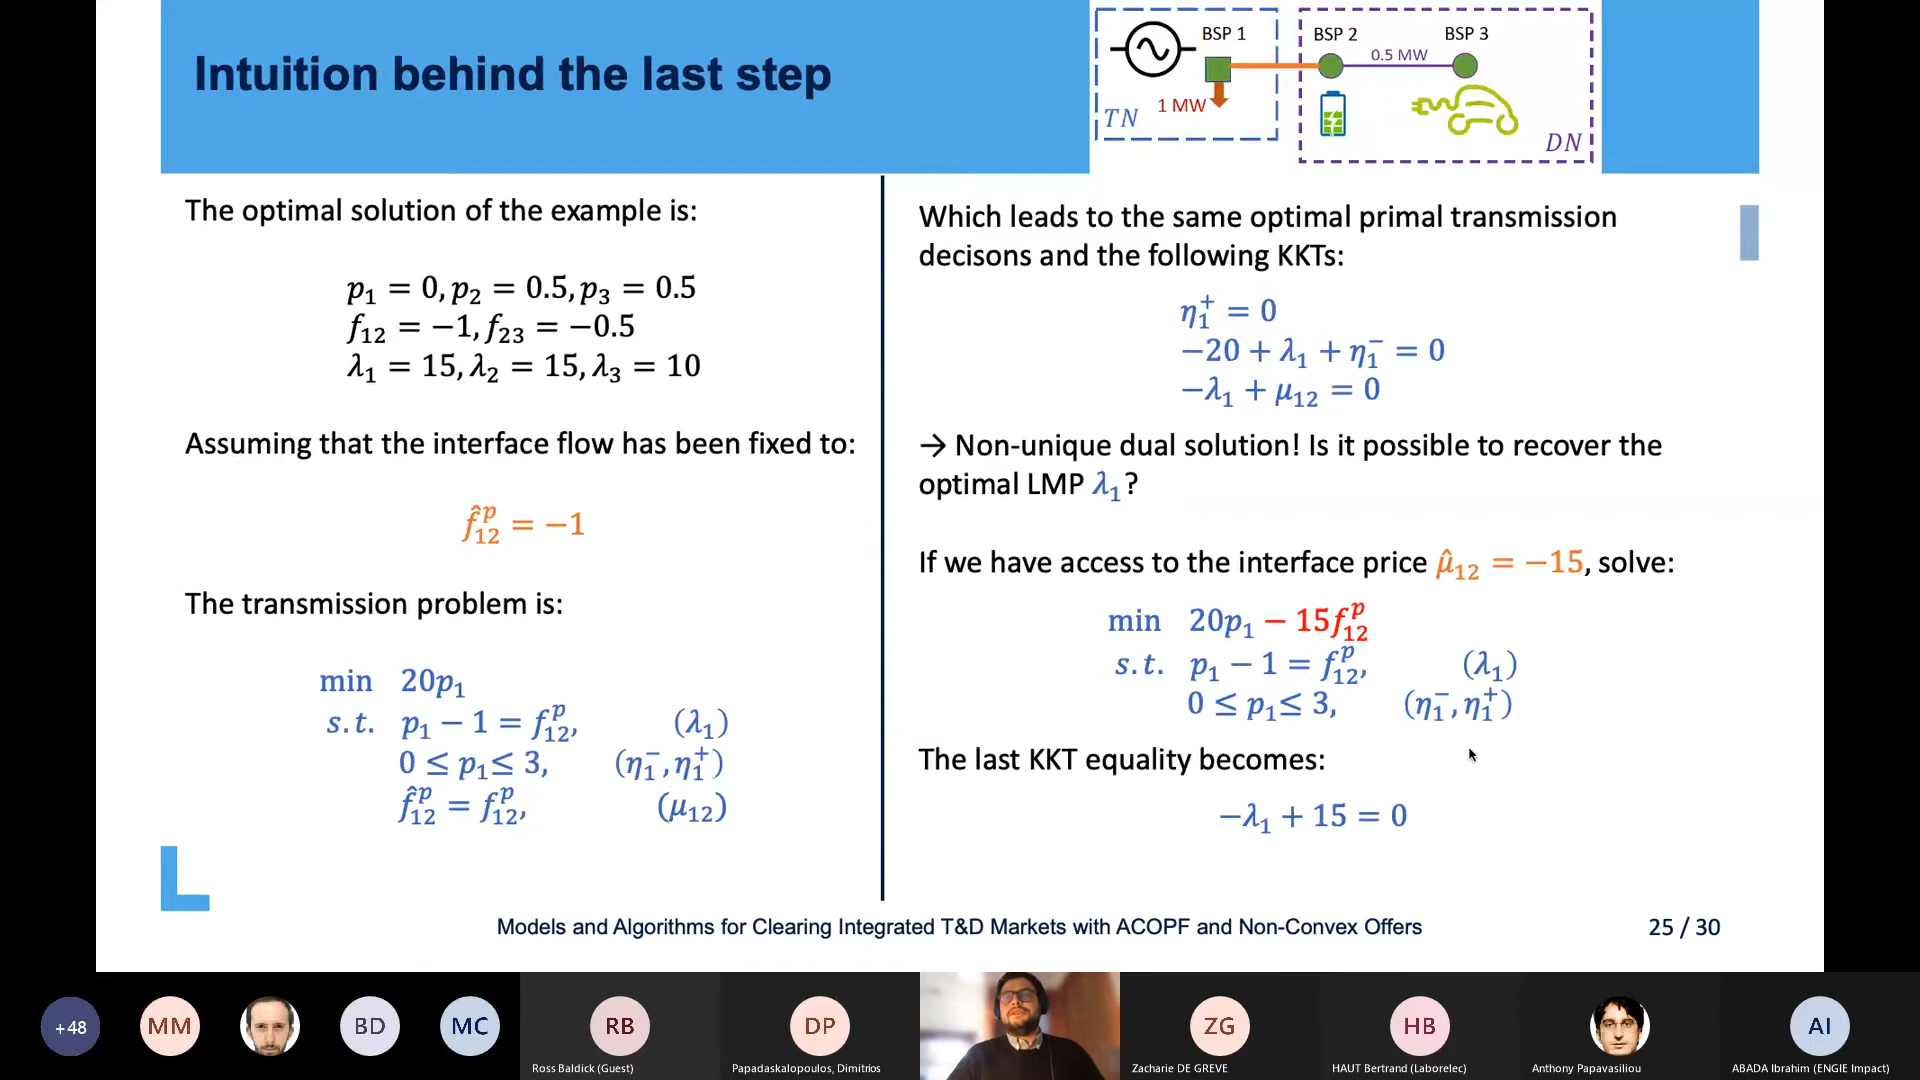 Intuition behind the last step
BSP 1
BSP 2
BSP 3
0.5 MW
1 MW
TN
DN
The optimal solution of the example is:
p₁ = 0, p₂ = 0.5, p₃ = 0.5
f₁₂ = −1, f₂₃ = −0.5
λ₁ = 15, λ₂ = 15, λ₃ = 10
Assuming that the interface flow has been fixed to:
f̂₁₂ᵖ = −1
The transmission problem is:
min 20p₁
s.t. p₁ − 1 = f₁₂ᵖ, (λ₁)
0 ≤ p₁ ≤ 3, (η₁⁻, η₁⁺)
f̂₁₂ᵖ = f₁₂ᵖ, (μ₁₂)
Which leads to the same optimal primal transmission
decisons and the following KKTs:
η₁⁺ = 0
−20 + λ₁ + η₁⁻ = 0
−λ₁ + μ₁₂ = 0
→ Non-unique dual solution! Is it possible to recover the
optimal LMP λ₁?
If we have access to the interface price μ̂₁₂ = −15, solve:
min 20p₁ − 15f₁₂ᵖ
s.t. p₁ − 1 = f₁₂ᵖ, (λ₁)
0 ≤ p₁ ≤ 3, (η₁⁻, η₁⁺)
The last KKT equality becomes:
−λ₁ + 15 = 0
Models and Algorithms for Clearing Integrated T&D Markets with ACOPF and Non-Convex Offers
25 / 30
+48
MM
BD
MC
RB
DP
ZG
HB
AI
Ross Baldick (Guest)
Papadaskalopoulos, Dimitrios
Zacharie DE GREVE
HAUT Bertrand (Laborelec)
Anthony Papavasiliou
ABADA Ibrahim (ENGIE Impact)